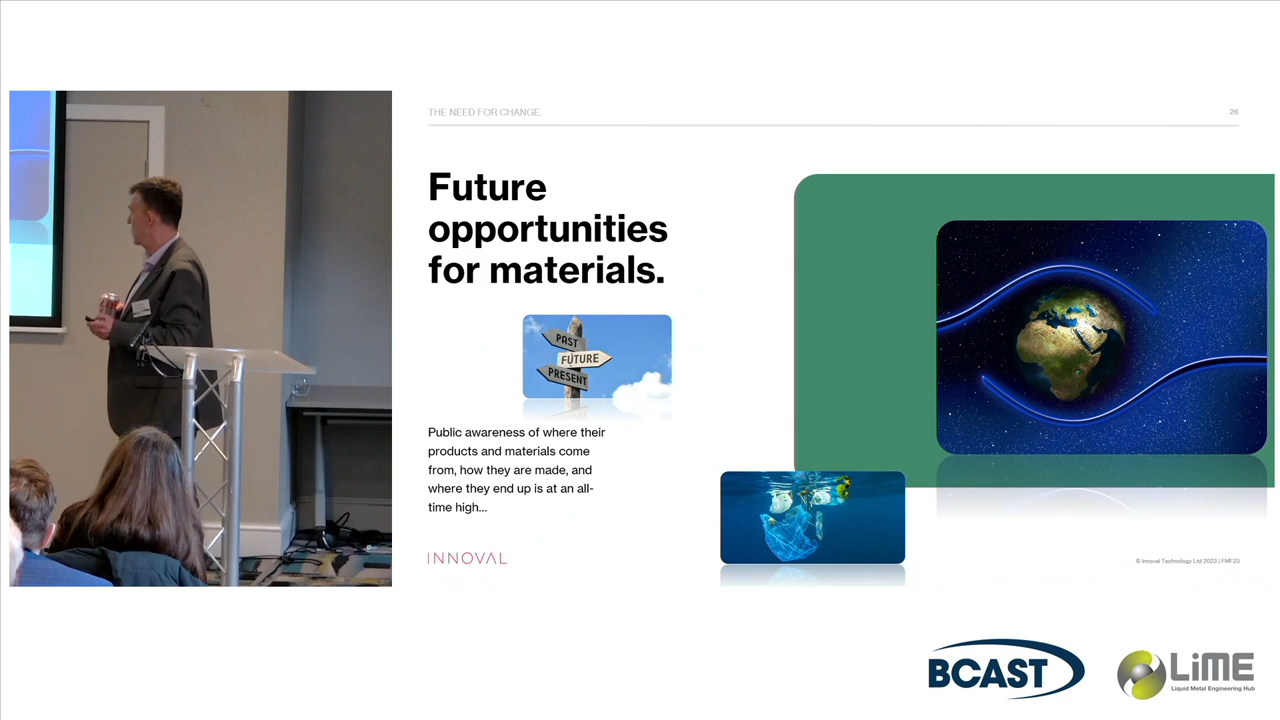 THE NEED FOR CHANGE.
26
Future
opportunities
for materials.
PAST
FUTURE
PRESENT
Public awareness of where their
products and materials come
from, how they are made, and
where they end up is at an all-
time high...
INNOVAL
© Innoval Technology Ltd 2023 | FMF23
BCAST
LiME
Liquid Metal Engineering Hub